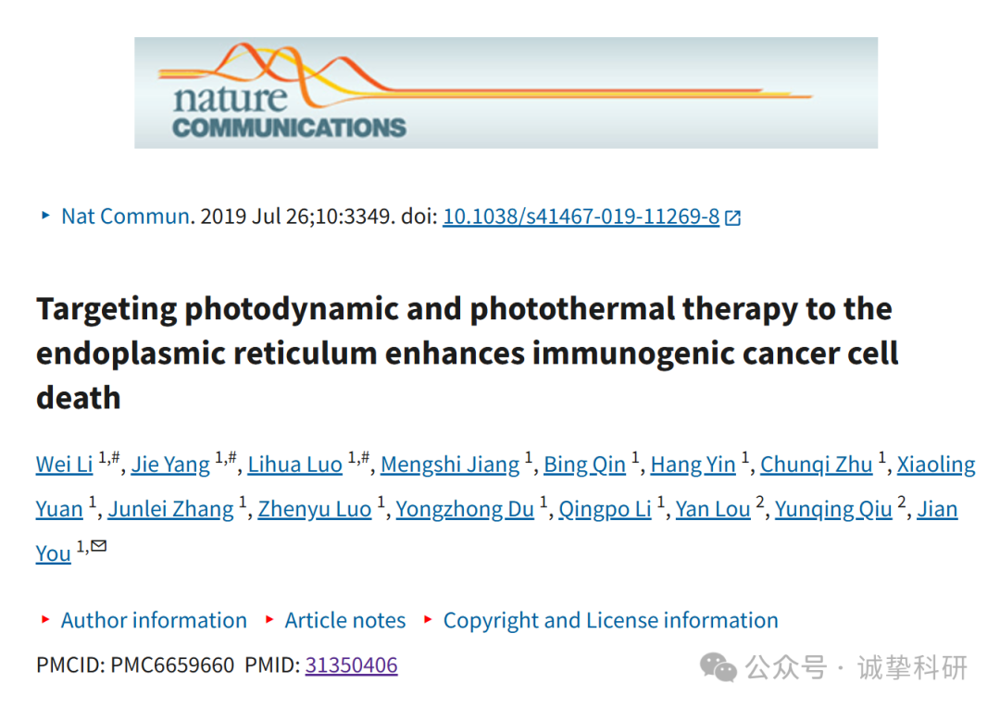 nature
COMMUNICATIONS
Nat Commun. 2019 Jul 26;10:3349. doi: 10.1038/s41467-019-11269-8
Targeting photodynamic and photothermal therapy to the
endoplasmic reticulum enhances immunogenic cancer cell
death
Wei Li 1,#, Jie Yang 1,#, Lihua Luo 1,#, Mengshi Jiang 1, Bing Qin 1, Hang Yin 1, Chunqi Zhu 1, Xiaoling
Yuan 1, Junlei Zhang 1, Zhenyu Luo 1, Yongzhong Du 1, Qingpo Li 1, Yan Lou 2, Yunqing Qiu 2, Jian
You 1,✉
Author information Article notes Copyright and License information
PMCID: PMC6659660 PMID: 31350406
公众号 · 诚挚科研